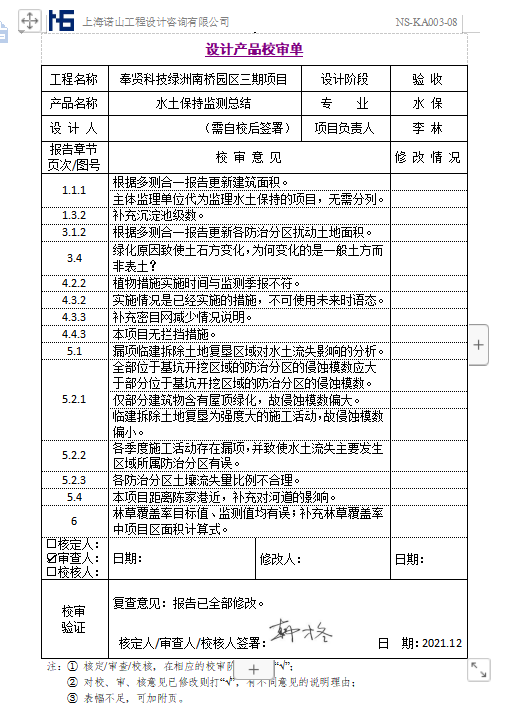 上海诺山工程设计咨询有限公司 NS-KA003-08
设计产品校审单
工程名称 奉贤科技绿洲南桥园区三期项目 设计阶段 验 收
产品名称 水土保持监测总结 专 业 水 保
设 计 人 （需自校后签署） 项目负责人 李 林
报告章节
页次/图号 校 审 意 见 修 改 情 况
1.1.1 根据多测合一报告更新建筑面积。
主体监理单位代为监理水土保持的项目，无需分列。
1.3.2 补充沉淀池级数。
3.1.2 根据多测合一报告更新各防治分区扰动土地面积。
3.4 绿化原因致使土石方变化，为何变化的是一般土方而
非表土？
4.2.2 植物措施实施时间与监测季报不符。
4.3.2 实施情况是已经实施的措施，不可使用未来时语态。
4.3.3 补充密目网减少情况说明。
4.4.3 本项目无拦挡措施。
5.1 漏项临建拆除土地复垦区域对水土流失影响的分析。
5.2.1 全部位于基坑开挖区域的防治分区的侵蚀模数应大
于部分位于基坑开挖区域的防治分区的侵蚀模数。
仅部分建筑物含有屋顶绿化，故侵蚀模数偏大。
临建拆除土地复垦为强度大的施工活动，故侵蚀模数
偏小。
5.2.2 各季度施工活动存在漏项，并致使水土流失主要发生
区域所属防治分区有误。
5.2.3 各防治分区土壤流失量比例不合理。
5.4 本项目距离陈家港近，补充对河道的影响。
6 林草覆盖率目标值、监测值均有误；补充林草覆盖率
中项目区面积计算式。
☐核定人：
☑审查人： 日期： 修改人： 日期：
☐校核人：
校审
验证 复查意见：报告已全部修改。
核定人/审查人/校核人签署： 日 期：2021.12
注：① 核定/审查/校核，在相应的校审阶 “√”；
② 对校、审、核意见已修改则打“√”，有不同意见的说明理由；
③ 表幅不足，可加附页。